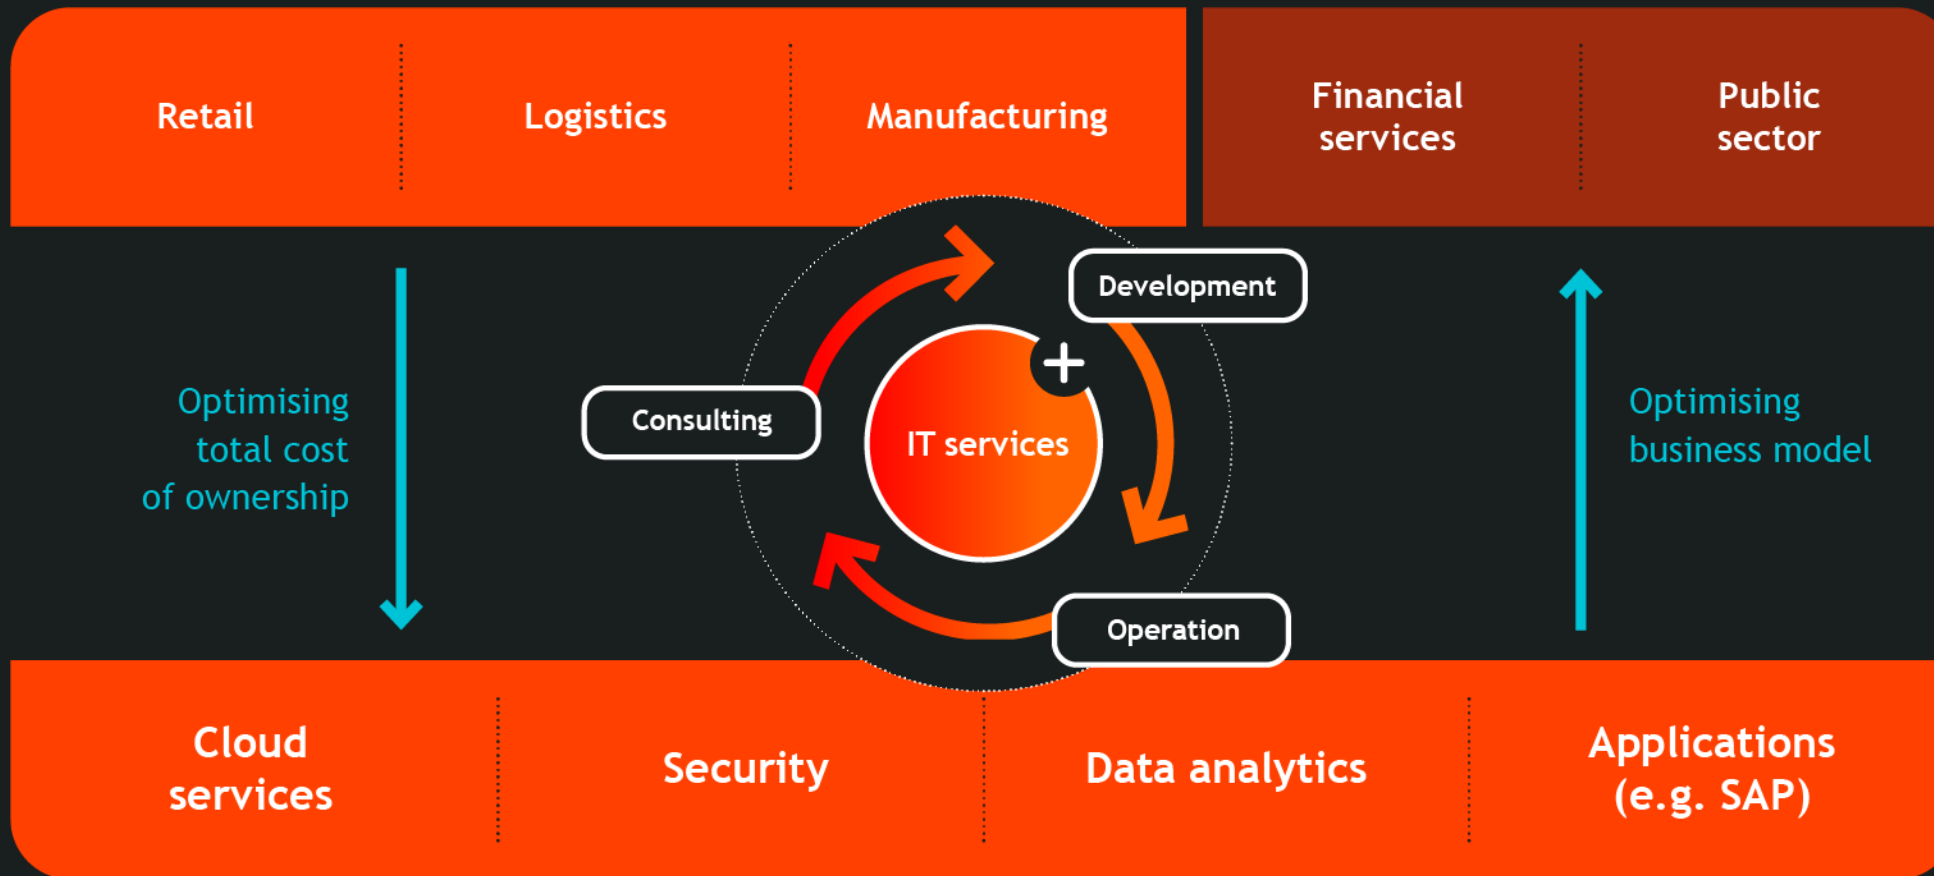 Retail
Logistics
Manufacturing
Financial
services
Public
sector
Development
Consulting
IT services
Operation
Optimising
total cost
of ownership
Optimising
business model
Cloud
services
Security
Data analytics
Applications
(e.g. SAP)